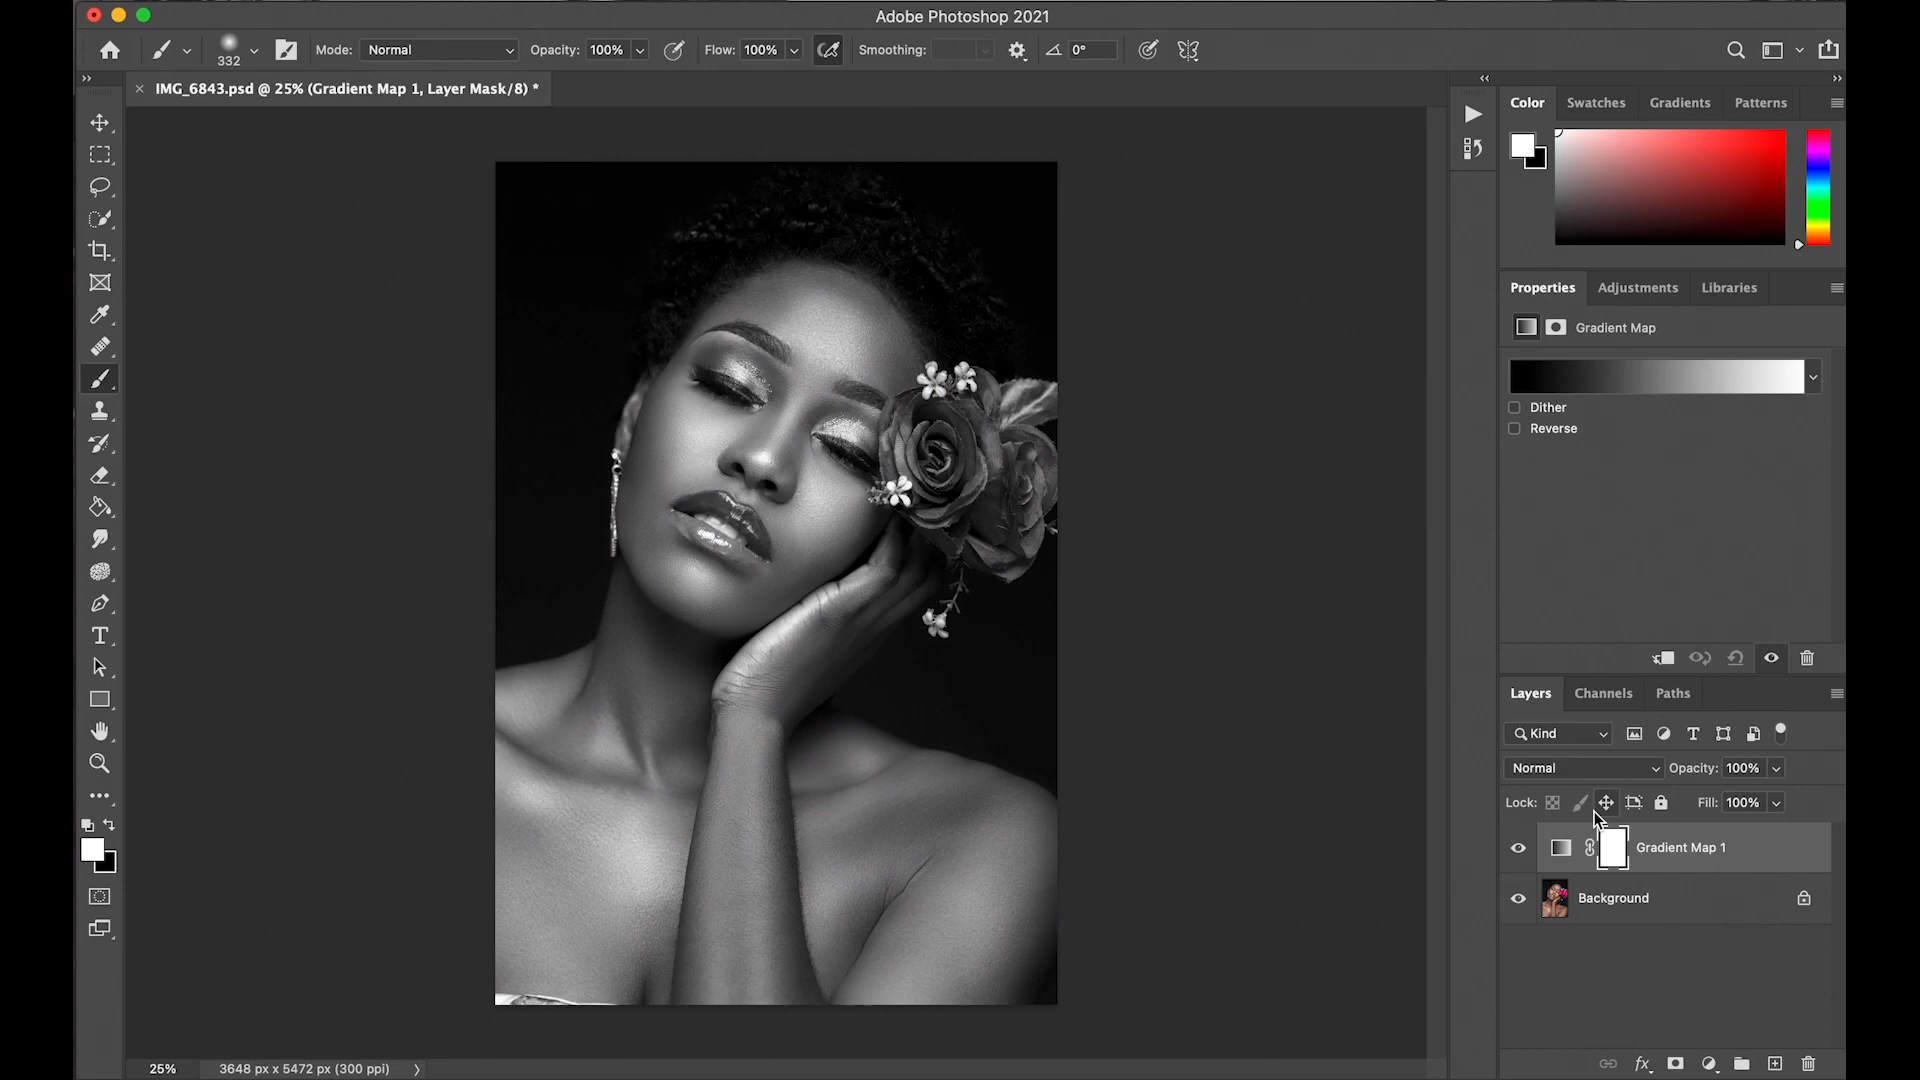 Adobe Photoshop 2021
332
Mode: Normal
Opacity: 100%
Flow: 100%
Smoothing:
0°
IMG_6843.psd @ 25% (Gradient Map 1, Layer Mask/8) *
Color Swatches Gradients Patterns
Properties Adjustments Libraries
Gradient Map
Dither
Reverse
Layers Channels Paths
Kind
Normal Opacity: 100%
Lock: Fill: 100%
Gradient Map 1
Background
fx
25% 3648 px x 5472 px (300 ppi)